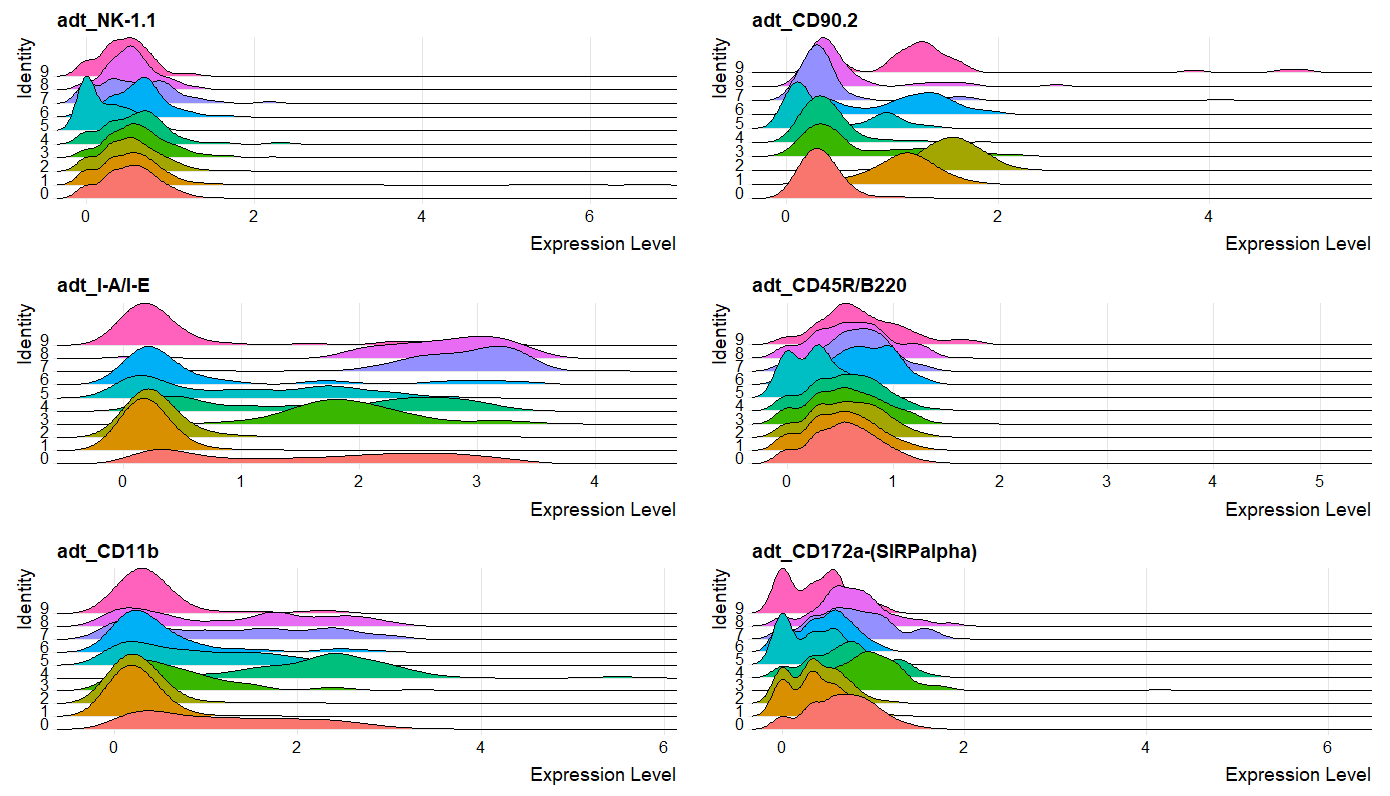 adt_NK-1.1
Identity
9
8
7
6
5
4
3
2
1
0
0 2 4 6
Expression Level
adt_CD90.2
Identity
9
8
7
6
5
4
3
2
1
0
0 2 4
Expression Level
adt_I-A/I-E
Identity
9
8
7
6
5
4
3
2
1
0
0 1 2 3 4
Expression Level
adt_CD45R/B220
Identity
9
8
7
6
5
4
3
2
1
0
0 1 2 3 4 5
Expression Level
adt_CD11b
Identity
9
8
7
6
5
4
3
2
1
0
0 2 4 6
Expression Level
adt_CD172a-(SIRPalpha)
Identity
9
8
7
6
5
4
3
2
1
0
0 2 4 6
Expression Level